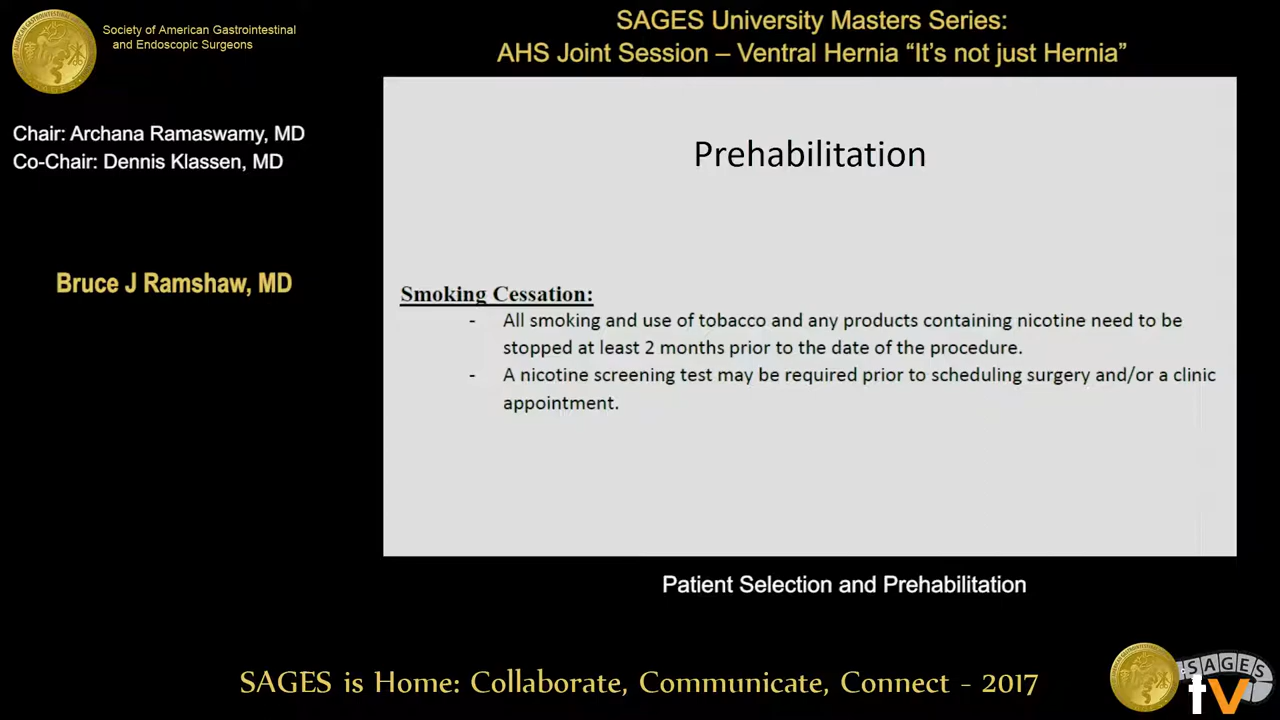 Society of American Gastrointestinal
and Endoscopic Surgeons
SAGES University Masters Series:
AHS Joint Session – Ventral Hernia “It’s not just Hernia”
Chair: Archana Ramaswamy, MD
Co-Chair: Dennis Klassen, MD
Bruce J Ramshaw, MD
Prehabilitation
Smoking Cessation:
- All smoking and use of tobacco and any products containing nicotine need to be
stopped at least 2 months prior to the date of the procedure.
- A nicotine screening test may be required prior to scheduling surgery and/or a clinic
appointment.
Patient Selection and Prehabilitation
SAGES is Home: Collaborate, Communicate, Connect - 2017
SAGES
tv